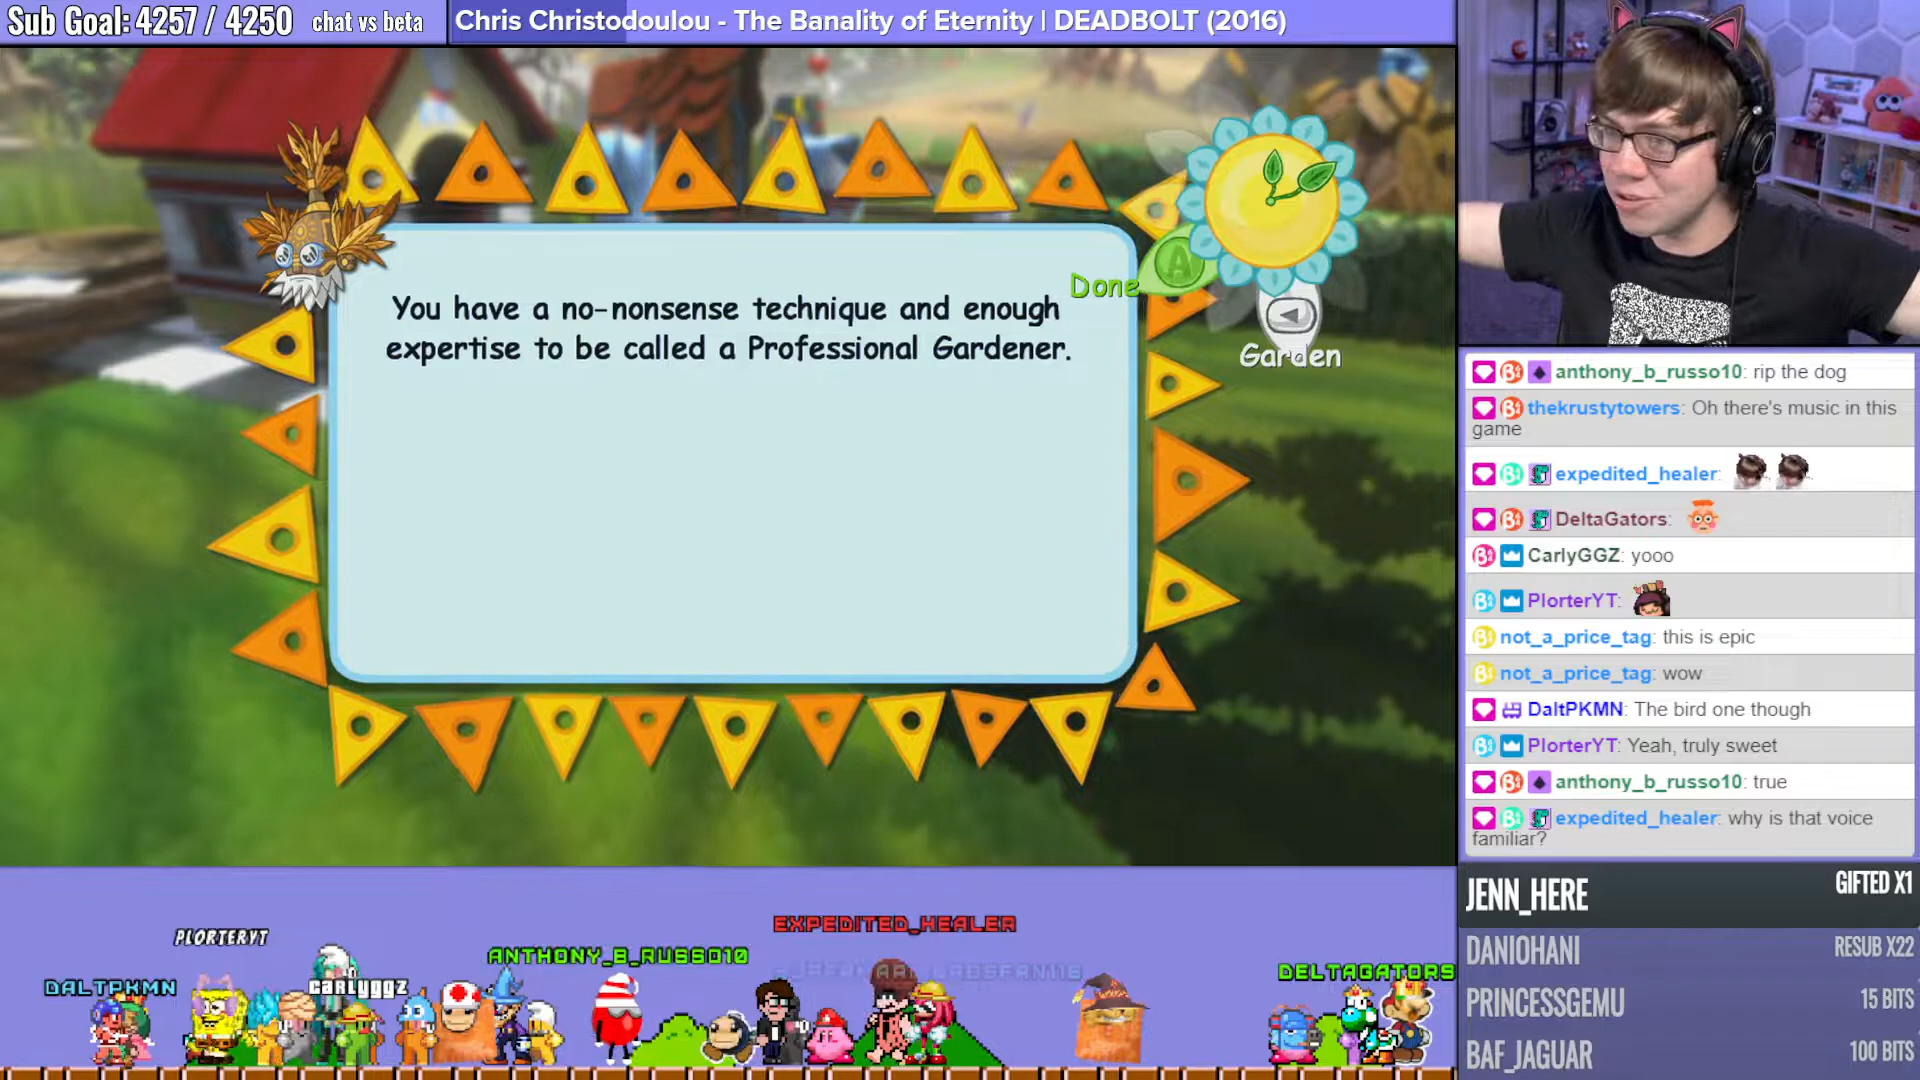 Sub Goal: 4257 / 4250 chat vs beta
Chris Christodoulou - The Banality of Eternity | DEADBOLT (2016)
You have a no-nonsense technique and enough
expertise to be called a Professional Gardener.
Done
A
Garden
anthony_b_russo10: rip the dog
thekrustytowers: Oh there's music in this
game
expedited_healer:
DeltaGators:
CarlyGGZ: yooo
PlorterYT:
not_a_price_tag: this is epic
not_a_price_tag: wow
DaltPKMN: The bird one though
PlorterYT: Yeah, truly sweet
anthony_b_russo10: true
expedited_healer: why is that voice
familiar?
JENN_HERE GIFTED X1
DANIOHANI RESUB X22
PRINCESSGEMU 15 BITS
BAF_JAGUAR 100 BITS
EXPEDITED_HEALER
PLORTERYT
ANTHONY_B_RUSSO10
DELTAGATORS
DALTPKMN
carlyggz